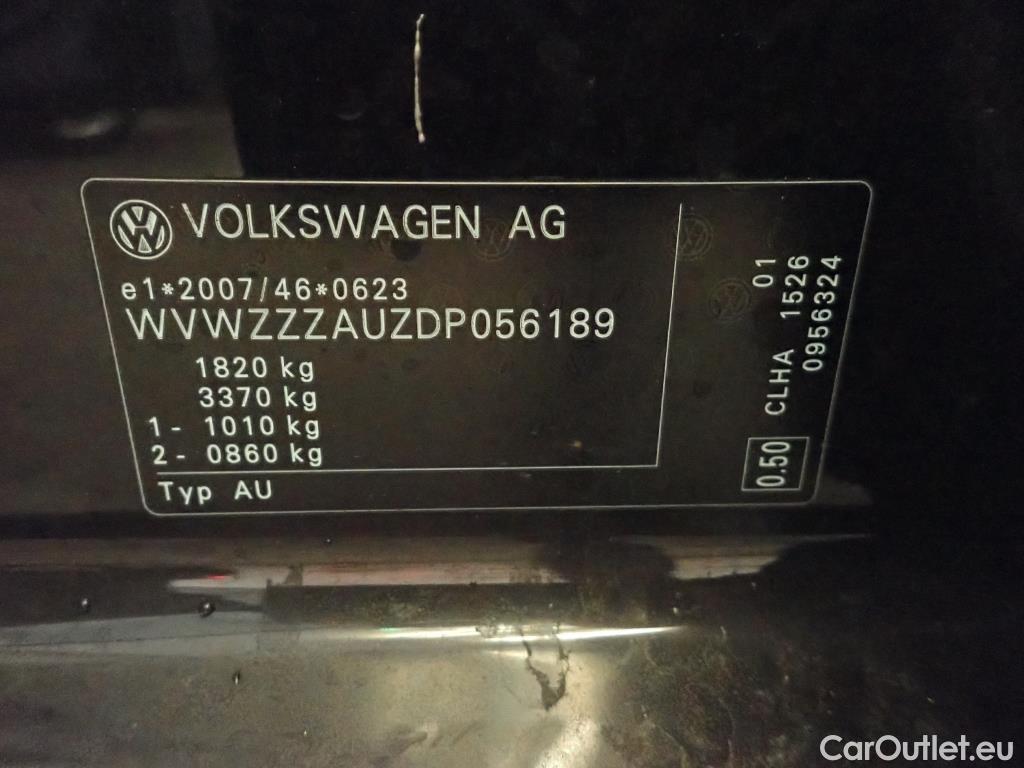 VOLKSWAGEN AG
e1*2007/46*0623
WVWZZZAUZDP056189
1820 kg
3370 kg
1- 1010 kg
2- 0860 kg
Typ AU
01
CLHA 1526
0956324
0.50
CarOutlet.eu